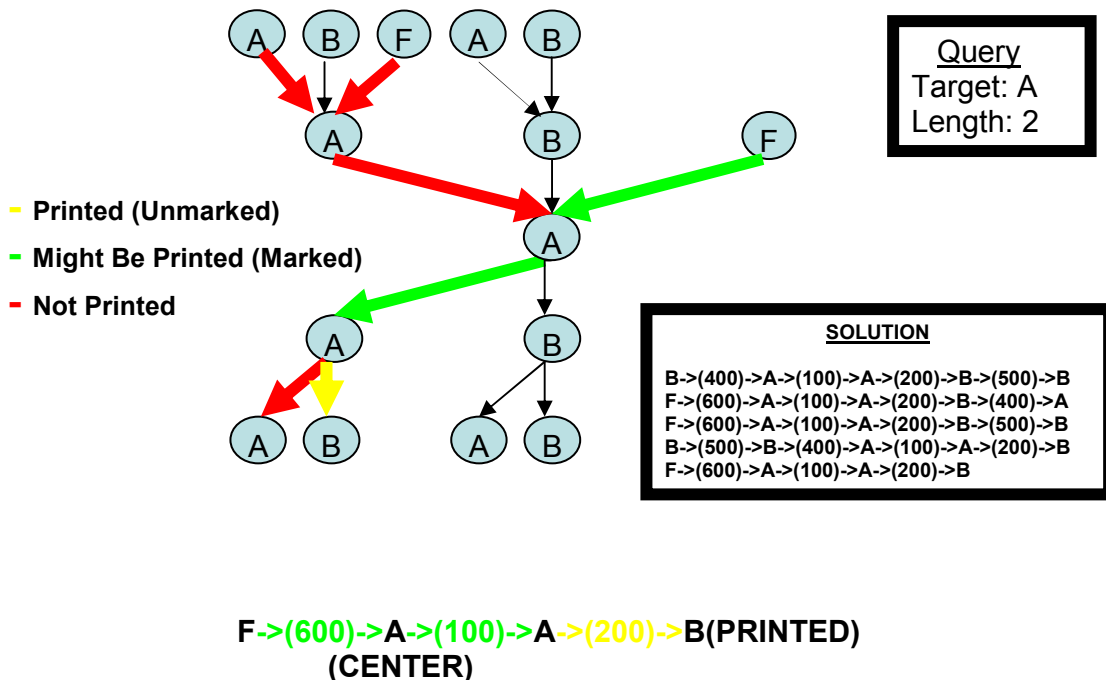 A B F A B
Query
Target: A
Length: 2
A B F
- Printed (Unmarked)
A
- Might Be Printed (Marked)
- Not Printed
A B
SOLUTION
B->(400)->A->(100)->A->(200)->B->(500)->B
F->(600)->A->(100)->A->(200)->B->(400)->A
F->(600)->A->(100)->A->(200)->B->(500)->B
B->(500)->B->(400)->A->(100)->A->(200)->B
F->(600)->A->(100)->A->(200)->B
A B A B
F->(600)->A->(100)->A->(200)->B(PRINTED)
(CENTER)